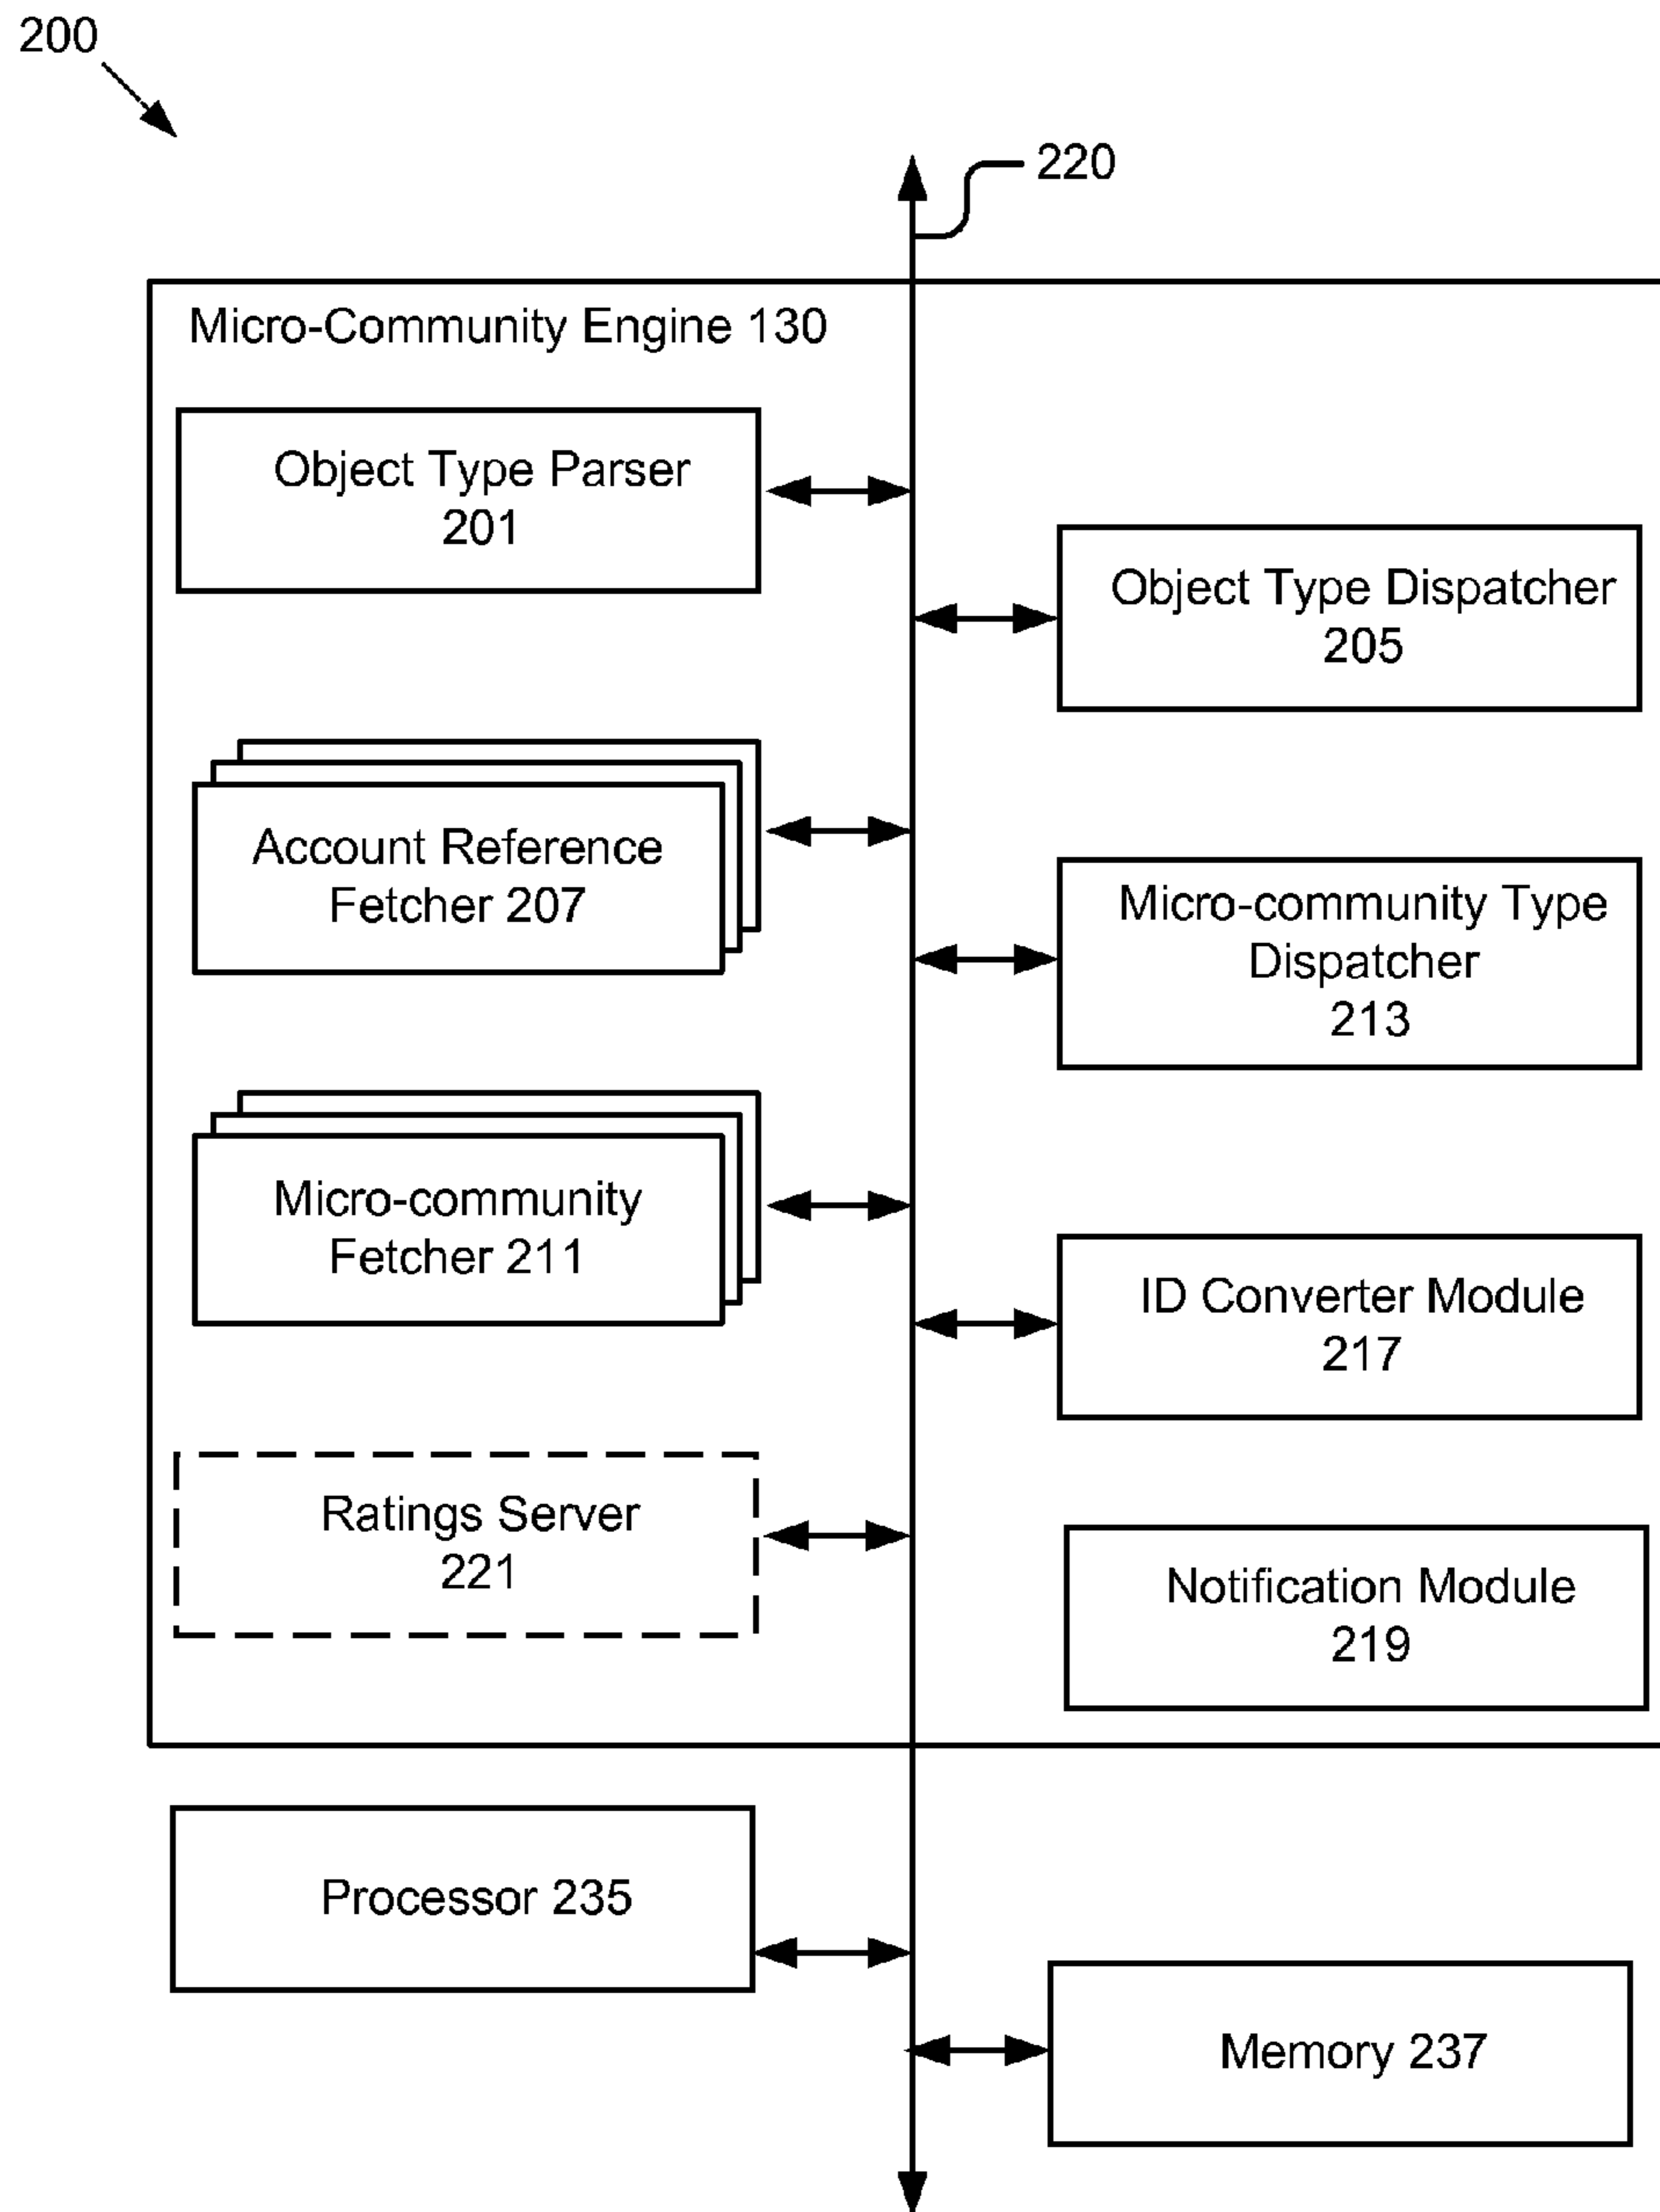 200
220
Micro-Community Engine 130
Object Type Parser
201
Object Type Dispatcher
205
Account Reference
Fetcher 207
Micro-community Type
Dispatcher
213
Micro-community
Fetcher 211
ID Converter Module
217
Ratings Server
221
Notification Module
219
Processor 235
Memory 237